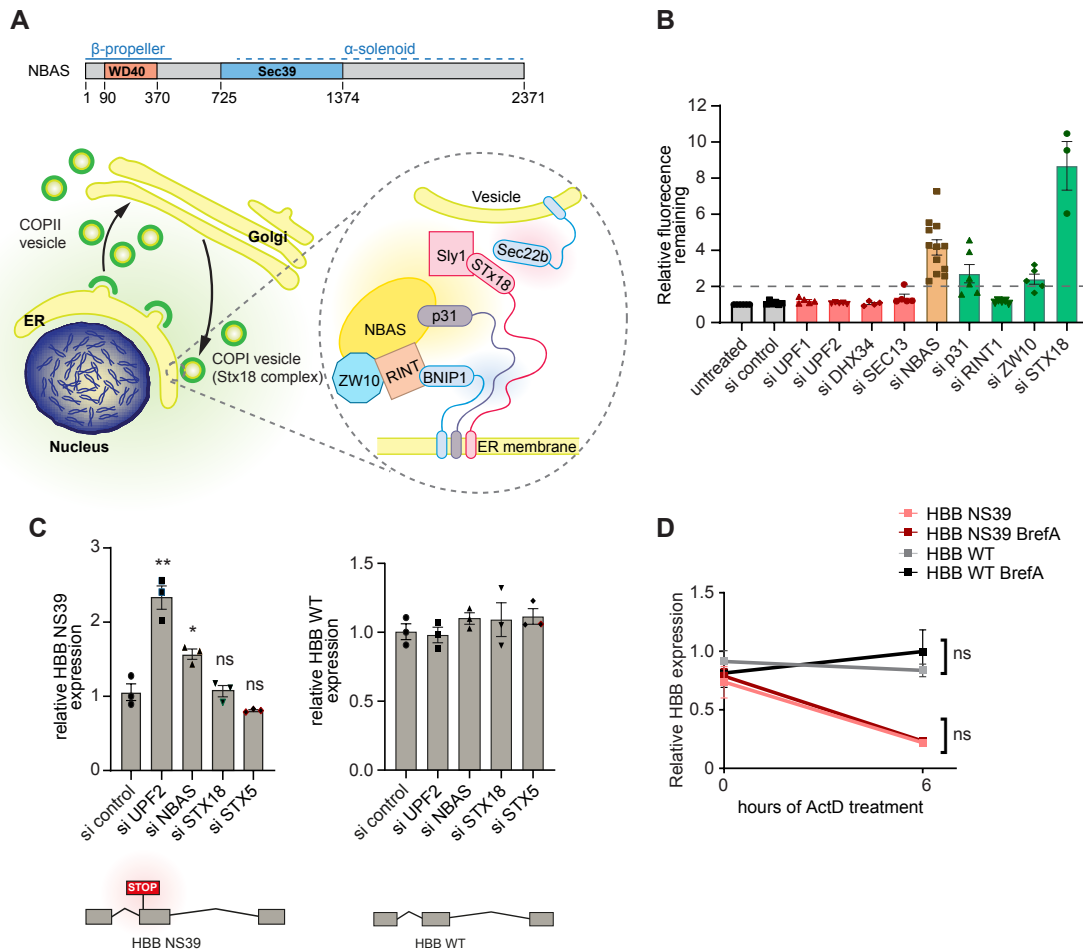 A
β-propeller
α-solenoid
NBAS
WD40
Sec39
1 90 370 725 1374 2371
COPII
vesicle
Golgi
ER
COPI vesicle
(Stx18 complex)
Nucleus
Vesicle
Sly1
STx18
Sec22b
NBAS
p31
ZW10
RINT
BNIP1
ER membrane
B
Relative fluorecence
remaining
12
10
8
6
4
2
0
untreated
si control
si UPF1
si UPF2
si DHX34
si SEC13
si NBAS
si p31
si RINT1
si ZW10
si STX18
C
relative HBB NS39
expression
3
2
1
0
**
*
ns
ns
si control
si UPF2
si NBAS
si STX18
si STX5
STOP
HBB NS39
relative HBB WT
expression
1.5
1.0
0.5
0.0
si control
si UPF2
si NBAS
si STX18
si STX5
HBB WT
D
HBB NS39
HBB NS39 BrefA
HBB WT
HBB WT BrefA
Relative HBB expression
1.5
1.0
0.5
0
ns
ns
0 6
hours of ActD treatment